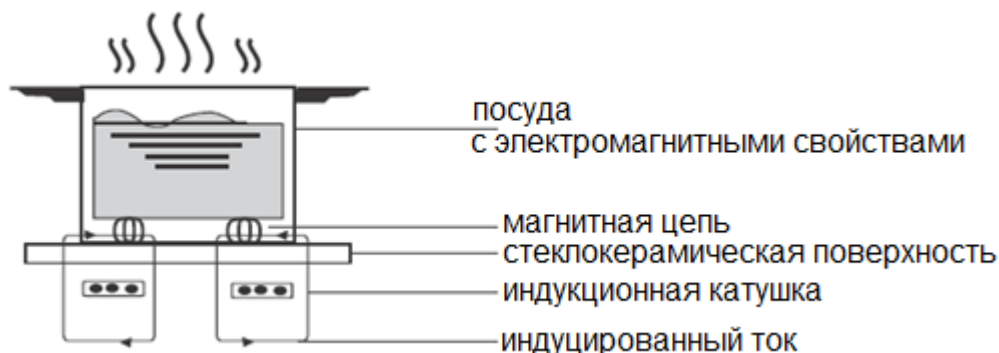 посуда
с электромагнитными свойствами
магнитная цепь
стеклокерамическая поверхность
индукционная катушка
индуцированный ток